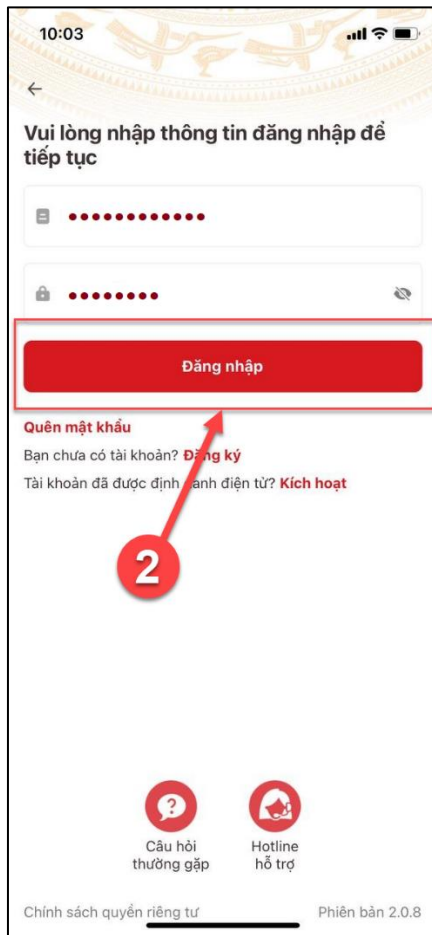 10:03
Vui lòng nhập thông tin đăng nhập để
tiếp tục
Đăng nhập
Quên mật khẩu
Bạn chưa có tài khoản? Đăng ký
Tài khoản đã được định danh điện tử? Kích hoạt
2
Câu hỏi
thường gặp
Hotline
hỗ trợ
Chính sách quyền riêng tư
Phiên bản 2.0.8